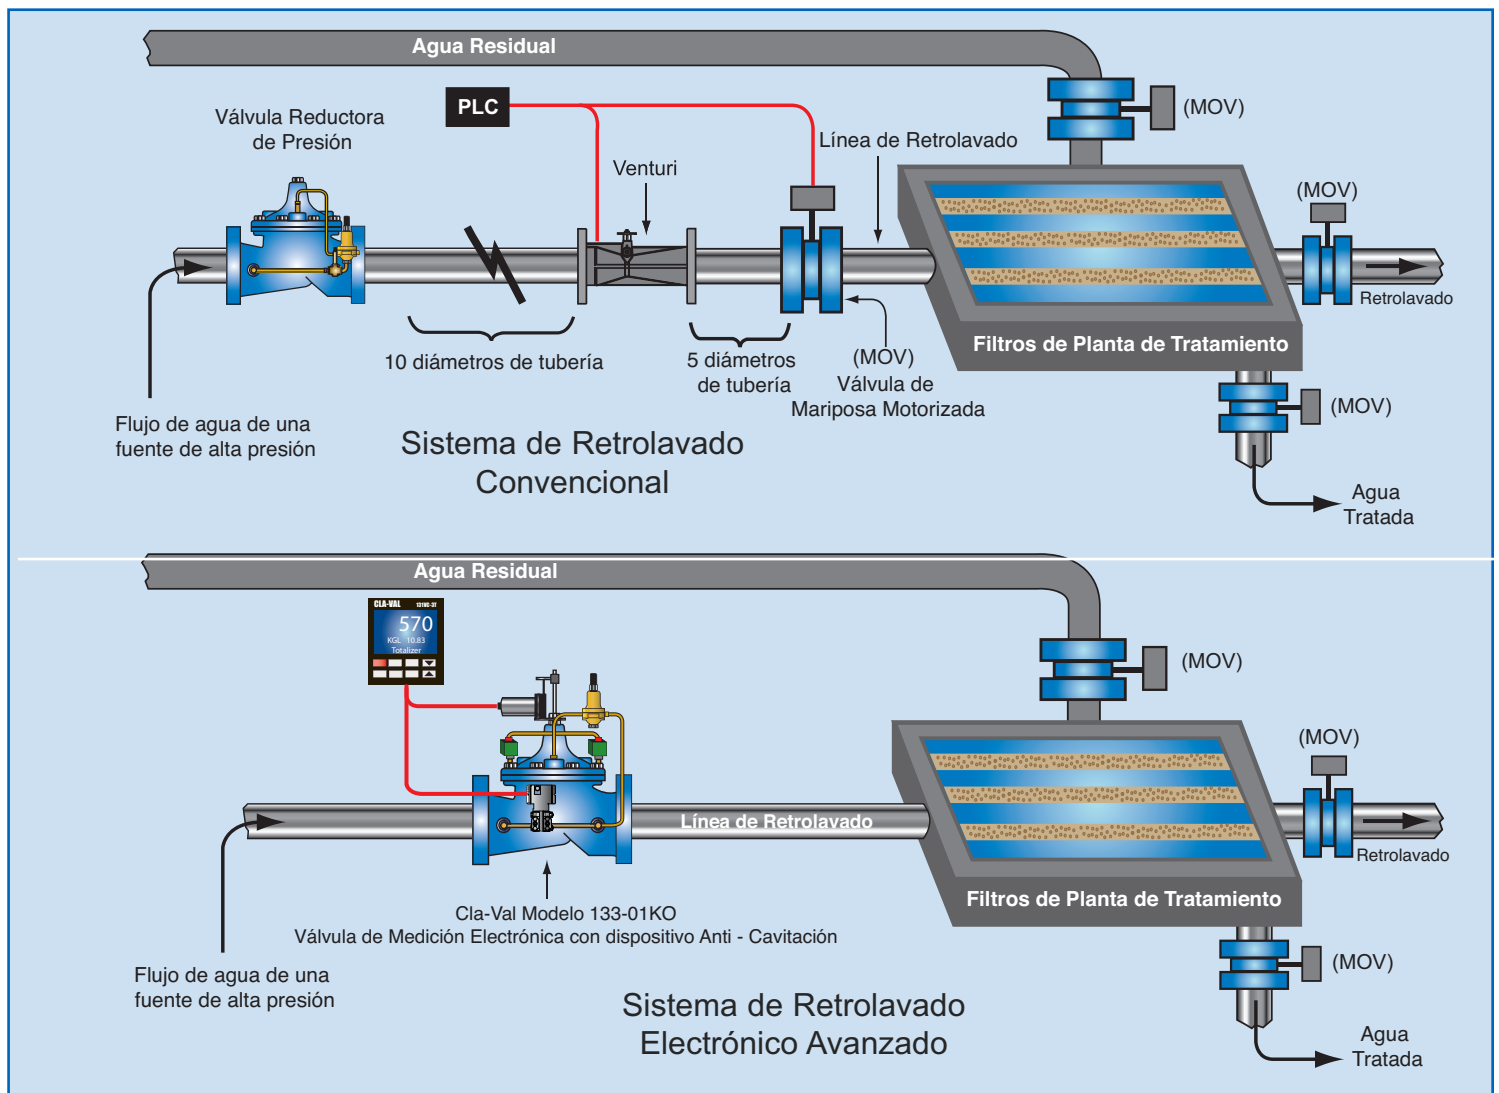 Agua Residual
PLC
Válvula Reductora
de Presión
(MOV)
Línea de Retrolavado
Venturi
(MOV)
Retrolavado
Filtros de Planta de Tratamiento
10 diámetros de tubería
5 diámetros
de tubería
(MOV)
Válvula de
Mariposa Motorizada
(MOV)
Flujo de agua de una
fuente de alta presión
Sistema de Retrolavado
Convencional
Agua
Tratada
Agua Residual
CLA-VAL 131VC-3T
570
KGL 10.83
Totalizer
(MOV)
(MOV)
Línea de Retrolavado
Retrolavado
Filtros de Planta de Tratamiento
Cla-Val Modelo 133-01KO
Válvula de Medición Electrónica con dispositivo Anti - Cavitación
(MOV)
Flujo de agua de una
fuente de alta presión
Sistema de Retrolavado
Electrónico Avanzado
Agua
Tratada